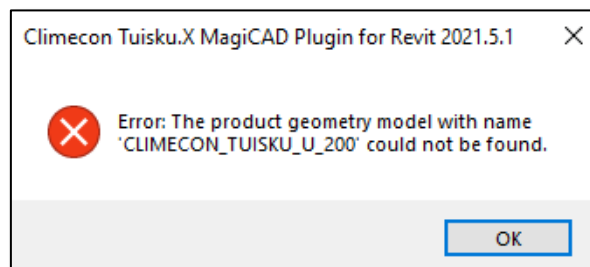 Climecon Tuisku.X MagiCAD Plugin for Revit 2021.5.1
Error: The product geometry model with name
'CLIMECON_TUISKU_U_200' could not be found.
OK